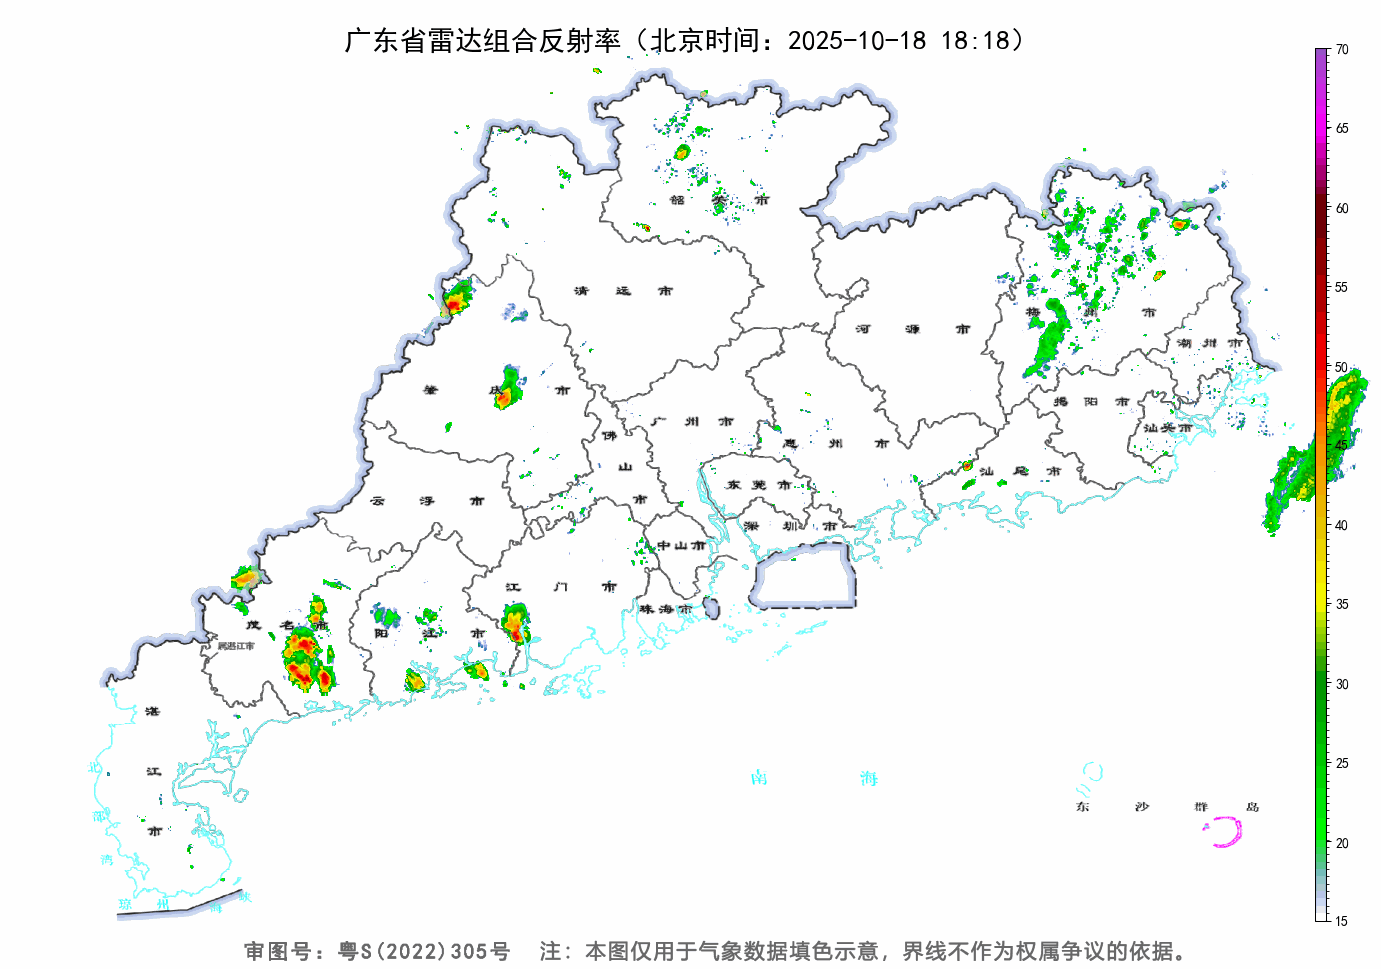 广东省雷达组合反射率（北京时间：2025-10-18 18:18）
70
65
60
55
50
45
40
35
30
25
20
15
韶 关 市
清 远 市
河 源 市
梅 州 市
潮 州 市
肇 庆 市
广 州 市
佛 山 市
惠 州 市
揭 阳 市
汕头市
汕 尾 市
东 莞 市
云 浮 市
深 圳 市
中山市
江 门 市
珠海市
茂 名 市
阳 江 市
属湛江市
湛 江 市
北 部 湾
南 海
东 沙 群 岛
琼 州 海 峡
审图号：粤S(2022)305号 注：本图仅用于气象数据填色示意，界线不作为权属争议的依据。